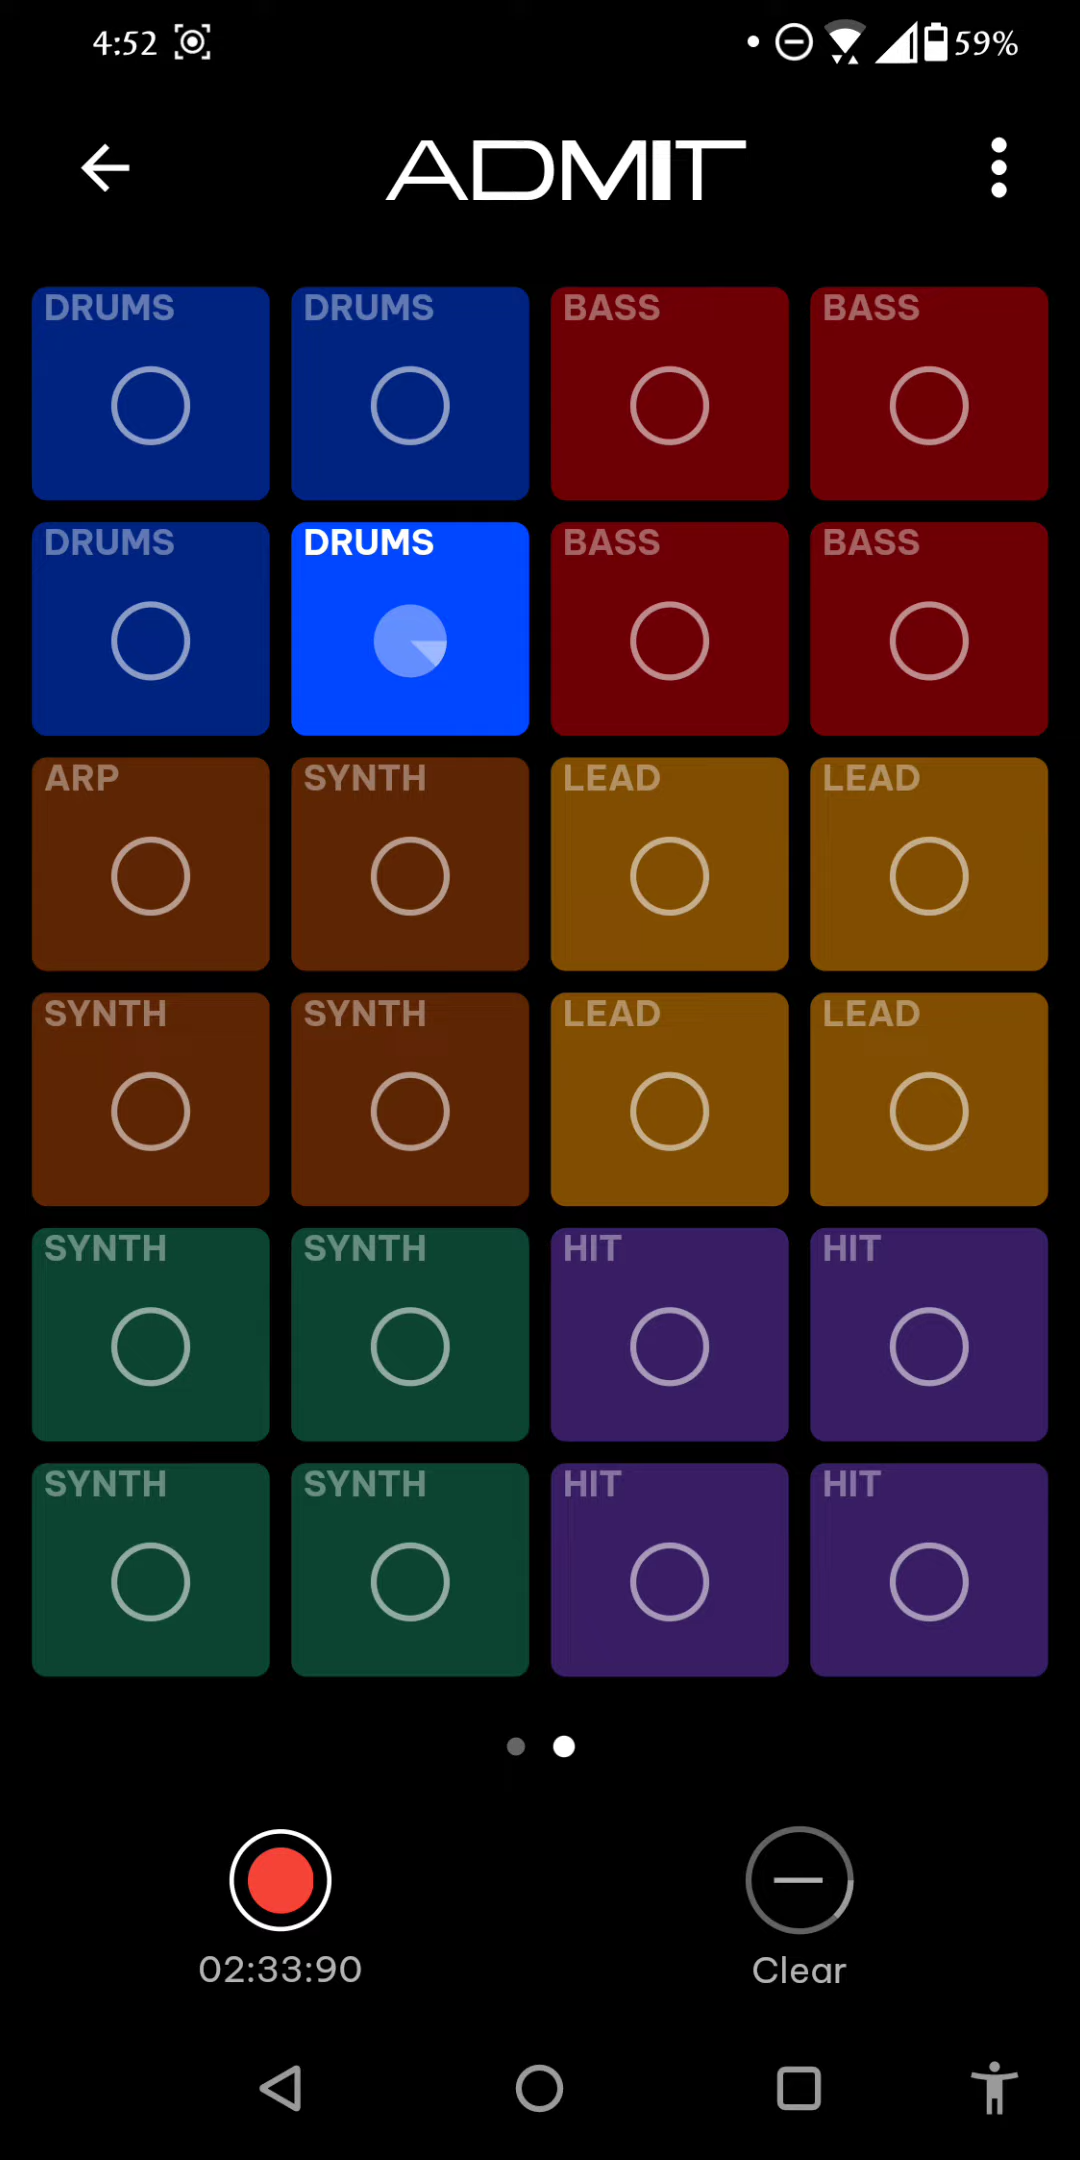 4:52 59%
ADMIT
DRUMS DRUMS BASS BASS
DRUMS DRUMS BASS BASS
ARP SYNTH LEAD LEAD
SYNTH SYNTH LEAD LEAD
SYNTH SYNTH HIT HIT
SYNTH SYNTH HIT HIT
02:33:90 Clear